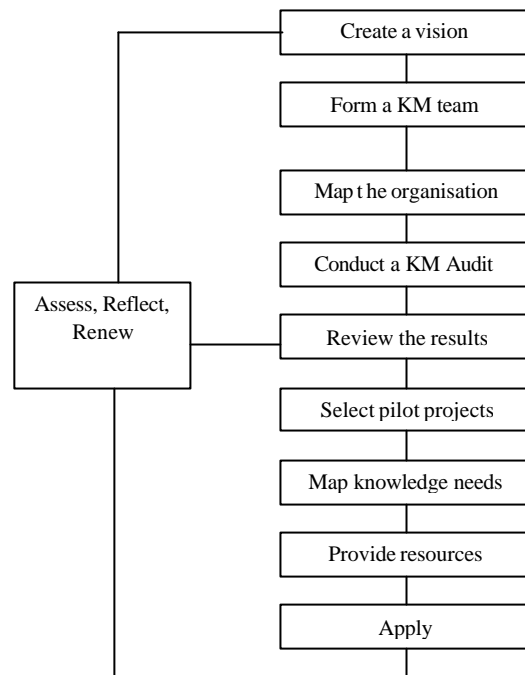 Create a vision
Form a KM team
Map t he organisation
Conduct a KM Audit
Assess, Reflect,
Renew
Review the results
Select pilot projects
Map knowledge needs
Provide resources
Apply